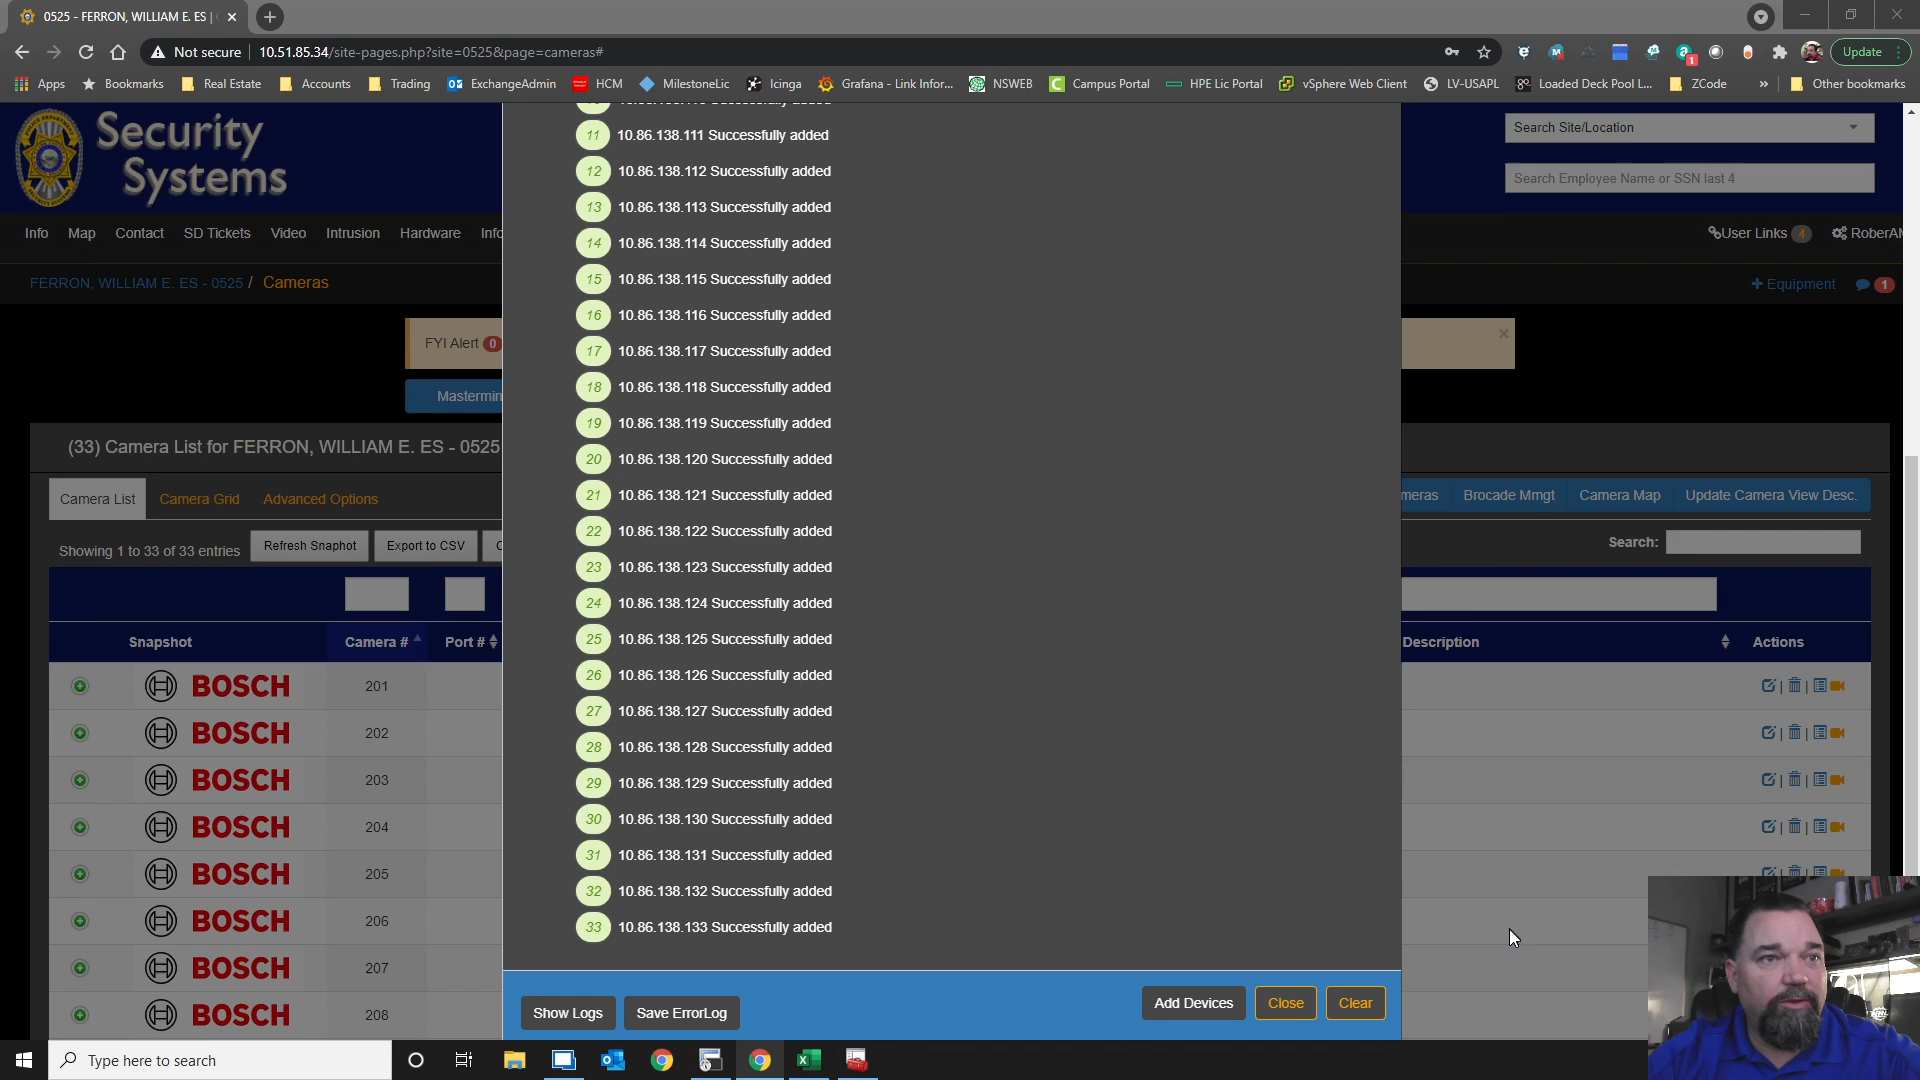 0525 - FERRON, WILLIAM E. ES |
Not secure 10.51.85.34/site-pages.php?site=0525&page=cameras#
Update
Apps Bookmarks Real Estate Accounts Trading ExchangeAdmin HCM MilestoneLic Icinga Grafana - Link Infor... NSWEB Campus Portal HPE Lic Portal vSphere Web Client LV-USAPL Loaded Deck Pool L... ZCode » Other bookmarks
Security
Systems
Search Site/Location
Search Employee Name or SSN last 4
Info Map Contact SD Tickets Video Intrusion Hardware Info
User Links 4 RoberAM
FERRON, WILLIAM E. ES - 0525 / Cameras
+ Equipment 1
FYI Alert 0
Mastermin
(33) Camera List for FERRON, WILLIAM E. ES - 0525
Camera List Camera Grid Advanced Options
meras Brocade Mmgt Camera Map Update Camera View Desc.
Showing 1 to 33 of 33 entries Refresh Snaphot Export to CSV
Search:
Snapshot Camera # Port # Description Actions
BOSCH 201
BOSCH 202
BOSCH 203
BOSCH 204
BOSCH 205
BOSCH 206
BOSCH 207
BOSCH 208
11 10.86.138.111 Successfully added
12 10.86.138.112 Successfully added
13 10.86.138.113 Successfully added
14 10.86.138.114 Successfully added
15 10.86.138.115 Successfully added
16 10.86.138.116 Successfully added
17 10.86.138.117 Successfully added
18 10.86.138.118 Successfully added
19 10.86.138.119 Successfully added
20 10.86.138.120 Successfully added
21 10.86.138.121 Successfully added
22 10.86.138.122 Successfully added
23 10.86.138.123 Successfully added
24 10.86.138.124 Successfully added
25 10.86.138.125 Successfully added
26 10.86.138.126 Successfully added
27 10.86.138.127 Successfully added
28 10.86.138.128 Successfully added
29 10.86.138.129 Successfully added
30 10.86.138.130 Successfully added
31 10.86.138.131 Successfully added
32 10.86.138.132 Successfully added
33 10.86.138.133 Successfully added
Show Logs Save ErrorLog Add Devices Close Clear
Type here to search